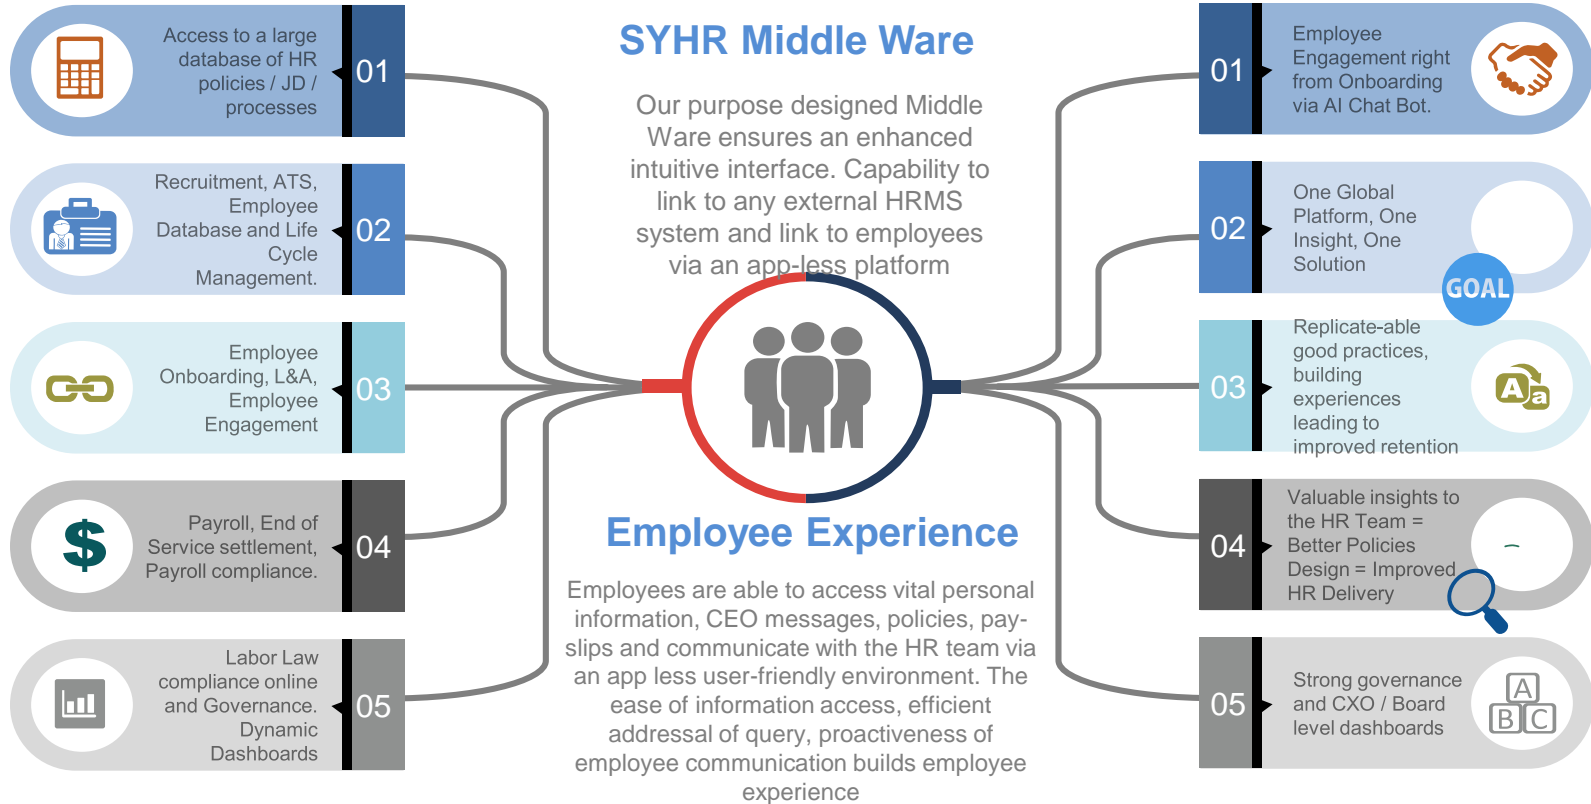 Access to a large
database of HR
policies / JD /
processes
01
Recruitment, ATS,
Employee
Database and Life
Cycle
Management.
02
Employee
Onboarding, L&A,
Employee
Engagement
03
$
Payroll, End of
Service settlement,
Payroll compliance.
04
Labor Law
compliance online
and Governance.
Dynamic
Dashboards
05
SYHR Middle Ware
Our purpose designed Middle
Ware ensures an enhanced
intuitive interface. Capability to
link to any external HRMS
system and link to employees
via an app-less platform
Employee Experience
Employees are able to access vital personal
information, CEO messages, policies, pay-
slips and communicate with the HR team via
an app less user-friendly environment. The
ease of information access, efficient
addressal of query, proactiveness of
employee communication builds employee
experience
01
Employee
Engagement right
from Onboarding
via AI Chat Bot.
02
One Global
Platform, One
Insight, One
Solution
GOAL
03
Replicate-able
good practices,
building
experiences
leading to
improved retention
A a
04
Valuable insights to
the HR Team =
Better Policies
Design = Improved
HR Delivery
05
Strong governance
and CXO / Board
level dashboards
A
B C